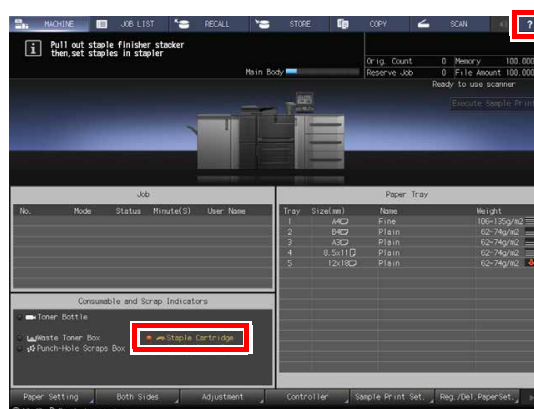 MACHINE JOB LIST RECALL STORE COPY SCAN ?
i Pull out staple finisher stacker
then,set staples in stapler
Main Body
Orig. Count 0 Memory 100.000
Reserve Job 0 File Amount 100.000
Ready to use scanner
Execute Sample Print
Job
No. Mode Status Minute(S) User Name
Paper Tray
Tray Size(mm) Name Weight
1 A4 Fine 106-135g/m2
2 B4 Plain 62-74g/m2
3 A3 Plain 62-74g/m2
4 8.5x11 Plain 62-74g/m2
5 12x18 Plain 62-74g/m2
Consumable and Scrap Indicators
Toner Bottle
Waste Toner Box
Staple Cartridge
Punch-Hole Scraps Box
Paper Setting Both Sides Adjustment Controller Sample Print Set. Reg./Del.PaperSet.